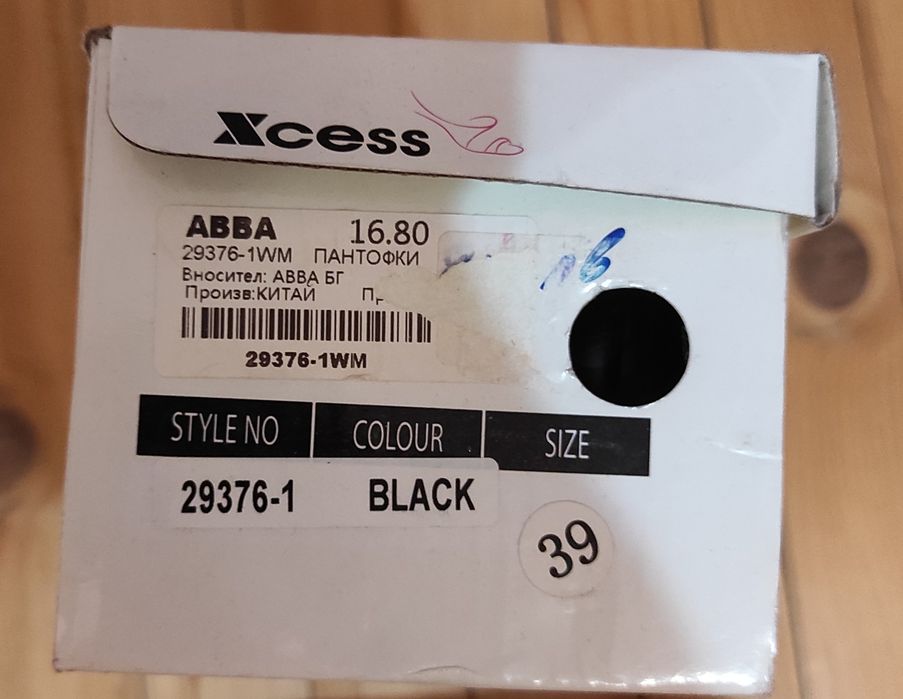 Xcess
ABBA 16.80
29376-1WM ПАНТОФКИ
Вносител: АВВА БГ
Произв:КИТАЙ
29376-1WM
STYLE NO COLOUR SIZE
29376-1 BLACK
39